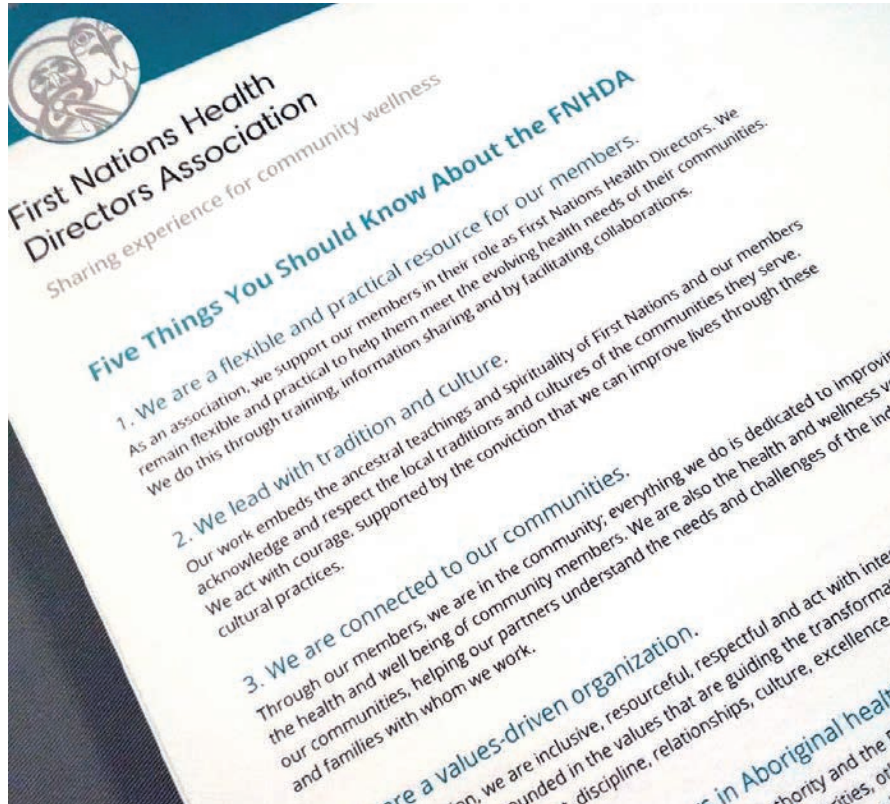 First Nations Health
Directors Association
Sharing experience for community wellness
Five Things You Should Know About the FNHDA
1. We are a flexible and practical resource for our members.
As an association, we support our members in their role as First Nations Health Directors. We
remain flexible and practical to help them meet the evolving health needs of their communities.
We do this through training, information sharing and by facilitating collaborations.
2. We lead with tradition and culture.
Our work embeds the ancestral teachings and spirituality of First Nations and our members
acknowledge and respect the local traditions and cultures of the communities they serve.
We act with courage, supported by the conviction that we can improve lives through these
cultural practices.
3. We are connected to our communities.
Through our members, we are in the community; everything we do is dedicated to improving
the health and well being of community members. We are also the health and wellness
our communities, helping our partners understand the needs and challenges of the
and families with whom we work.
a values-driven organization.
we are inclusive, resourceful, respectful and act with
in the values that are guiding the
discipline, relationships, culture, excellence
in Aboriginal
and the